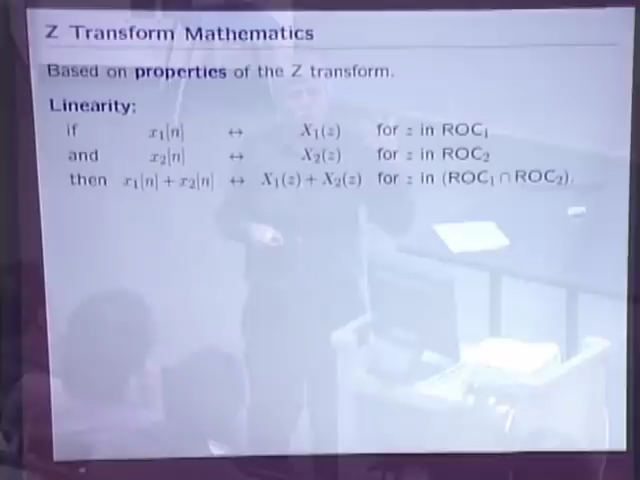 Z Transform Mathematics
Based on properties of the Z transform.
Linearity:
if x₁[n] ↔ X₁(z) for z in ROC₁
and x₂[n] ↔ X₂(z) for z in ROC₂
then x₁[n] + x₂[n] ↔ X₁(z) + X₂(z) for z in (ROC₁ ∩ ROC₂).